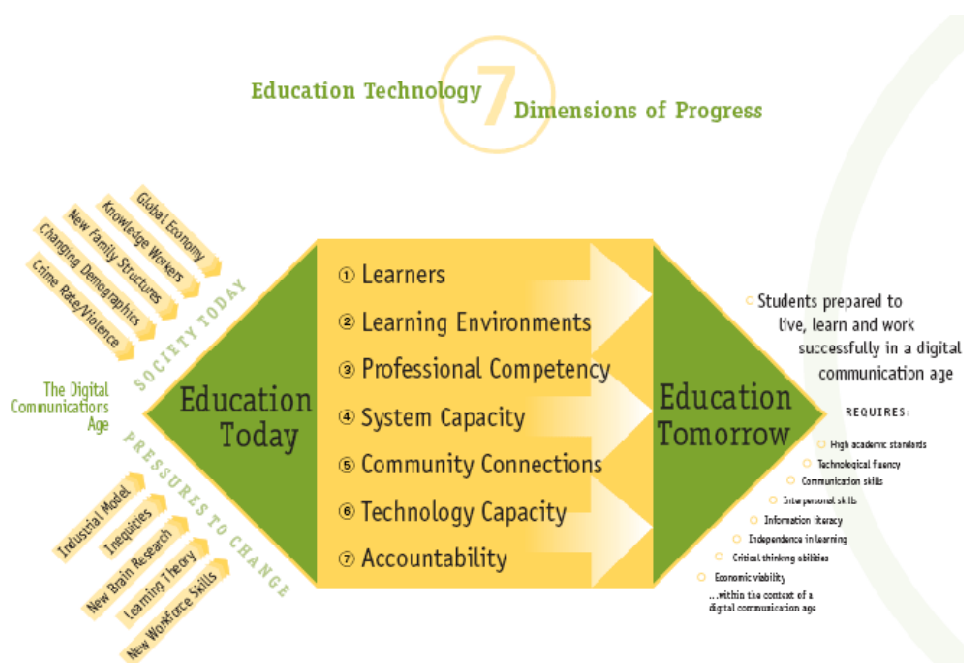 Education Technology
7
Dimensions of Progress
Global Economy
Knowledge Workers
New Family Structures
Changing Demographics
Crime Rate/Violence
SOCIETY TODAY
The Digital
Communications
Age
PRESSURES TO CHANGE
Industrial Model
Inequicies
New Brain Research
Learning Theory
New Workforce Skills
Education
Today
① Learners
② Learning Environments
③ Professional Competency
④ System Capacity
⑤ Community Connections
⑥ Technology Capacity
⑦ Accountability
Education
Tomorrow
Students prepared to
live, learn and work
successfully in a digital
communication age
REQUIRES:
High academic standards
Technological fluency
Communication skills
Interpersonal skills
Information literacy
Independence in learning
Critical thinking abilities
Economic viability
...within the context of a
digital communication age